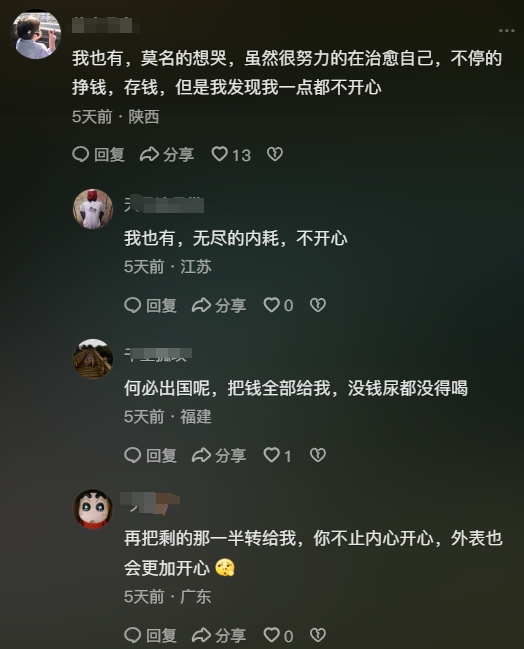 我也有，莫名的想哭，虽然很努力的在治愈自己，不停的
挣钱，存钱，但是我发现我一点都不开心
5天前·陕西
回复 分享 13
我也有，无尽的内耗，不开心
5天前·江苏
回复 分享 0
何必出国呢，把钱全部给我，没钱尿都没得喝
5天前·福建
回复 分享 1
再把剩的那一半转给我，你不止内心开心，外表也
会更加开心🫢
5天前·广东
回复 分享 0